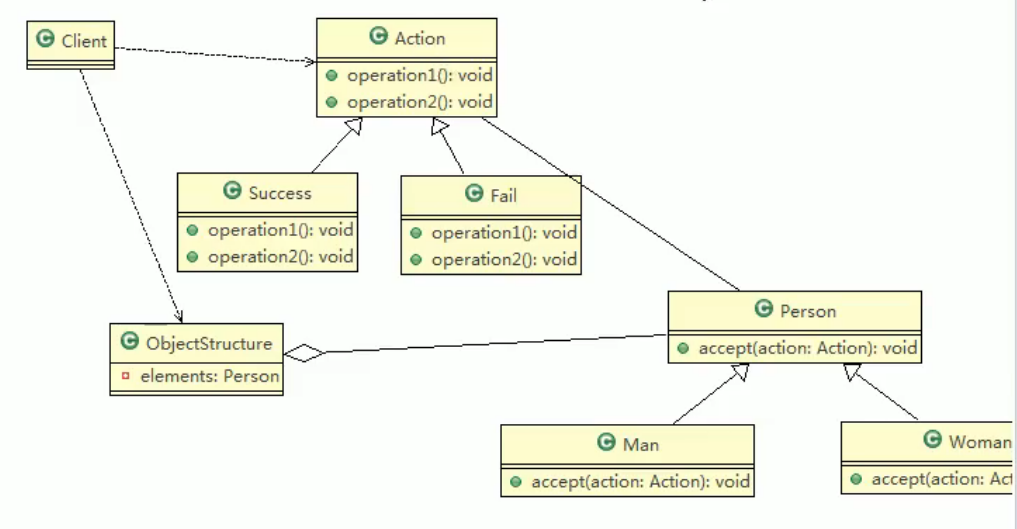 Client
Action
operation1(): void
operation2(): void
Success
operation1(): void
operation2(): void
Fail
operation1(): void
operation2(): void
ObjectStructure
elements: Person
Person
accept(action: Action): void
Man
accept(action: Action): void
Woman
accept(action: Act